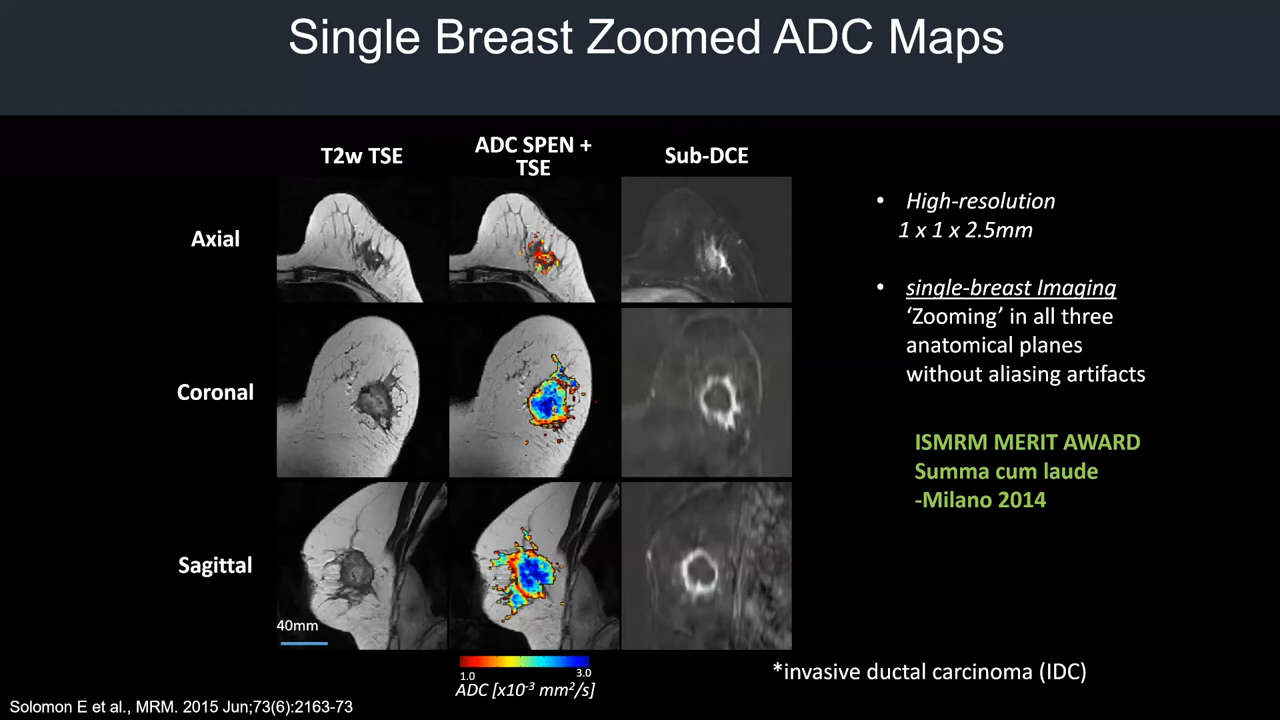 Single Breast Zoomed ADC Maps
T2w TSE
ADC SPEN +
TSE
Sub-DCE
Axial
Coronal
Sagittal
40mm
1.0
3.0
ADC [x10⁻³ mm²/s]
• High-resolution
1 x 1 x 2.5mm
• single-breast Imaging
‘Zooming’ in all three
anatomical planes
without aliasing artifacts
ISMRM MERIT AWARD
Summa cum laude
-Milano 2014
*invasive ductal carcinoma (IDC)
Solomon E et al., MRM. 2015 Jun;73(6):2163-73